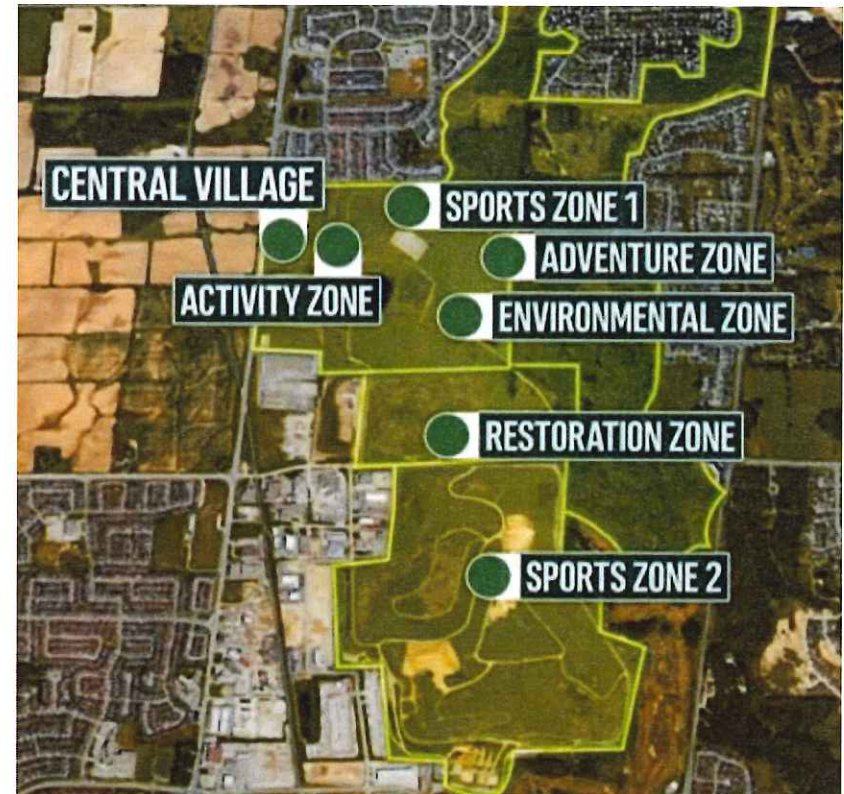 CENTRAL VILLAGE
SPORTS ZONE 1
ADVENTURE ZONE
ACTIVITY ZONE
ENVIRONMENTAL ZONE
RESTORATION ZONE
SPORTS ZONE 2